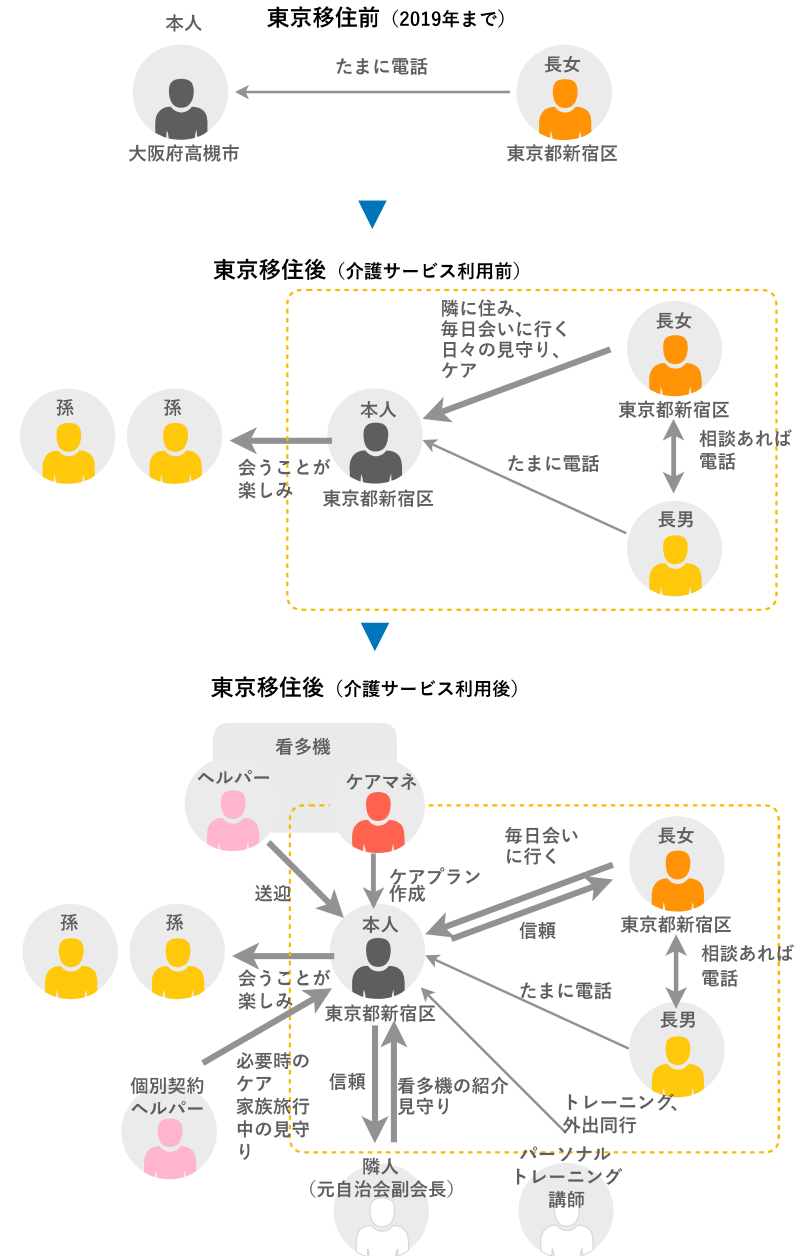 東京移住前（2019年まで）
本人
たまに電話
長女
大阪府高槻市
東京都新宿区
東京移住後（介護サービス利用前）
隣に住み、
毎日会いに行く
日々の見守り、
ケア
長女
東京都新宿区
孫
孫
本人
会うことが
楽しみ
東京都新宿区
たまに電話
相談あれば
電話
長男
東京移住後（介護サービス利用後）
看多機
ヘルパー
ケアマネ
送迎
ケアプラン
作成
毎日会い
に行く
長女
信頼
東京都新宿区
孫
孫
本人
会うことが
楽しみ
東京都新宿区
たまに電話
相談あれば
電話
長男
個別契約
ヘルパー
必要時の
ケア
家族旅行
中の見守
り
信頼
看多機の紹介
見守り
トレーニング、
外出同行
隣人
（元自治会副会長）
パーソナル
トレーニング
講師